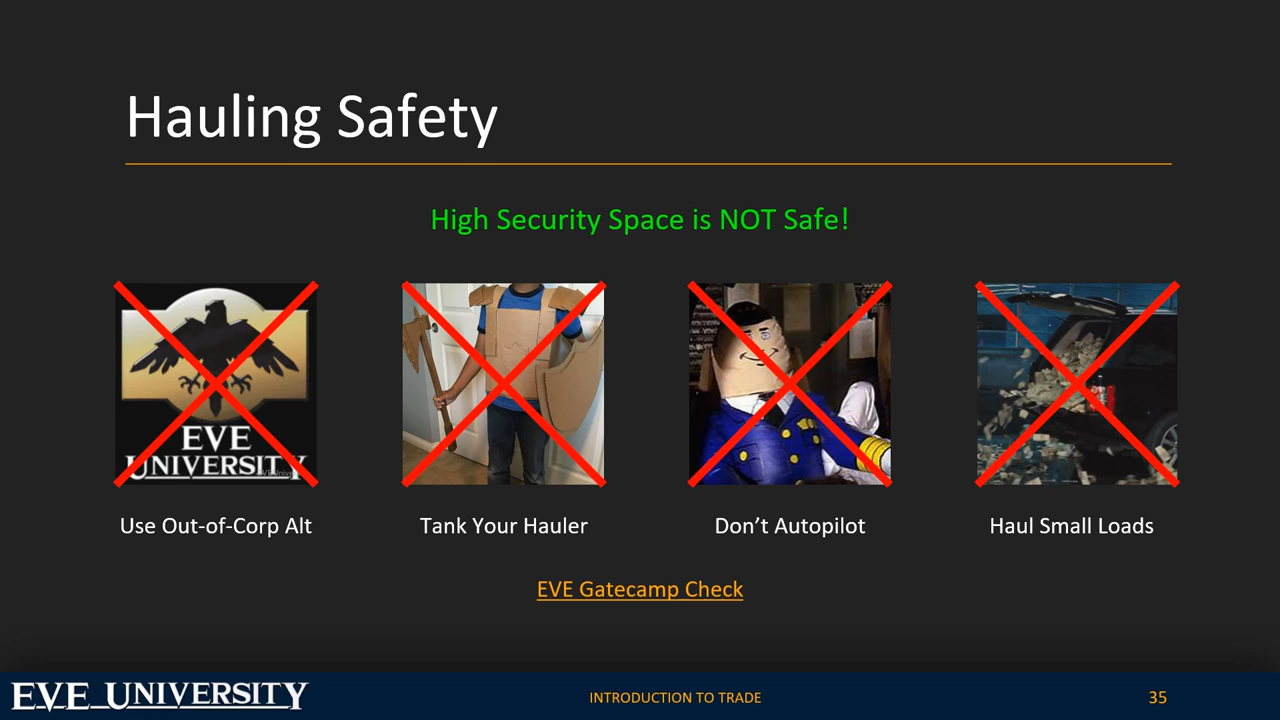 Hauling Safety
High Security Space is NOT Safe!
EVE
UNIVERSITY
Use Out-of-Corp Alt
Tank Your Hauler
Don’t Autopilot
Haul Small Loads
EVE Gatecamp Check
EVE UNIVERSITY
INTRODUCTION TO TRADE
35